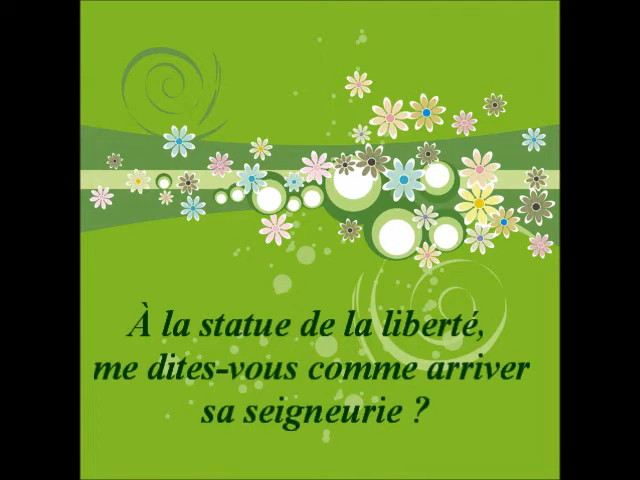 À la statue de la liberté,
me dites-vous comme arriver
sa seigneurie ?